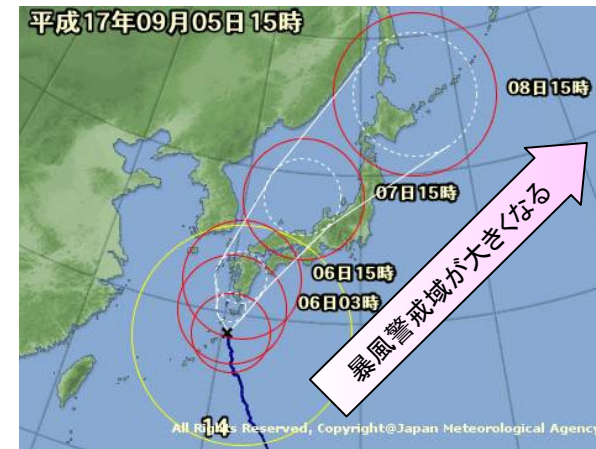 平成17年09月05日15時
08日15時
07日15時
06日15時
06日03時
暴風警戒域が大きくなる
14
All Rights Reserved, Copyright@Japan Meteorological Agency